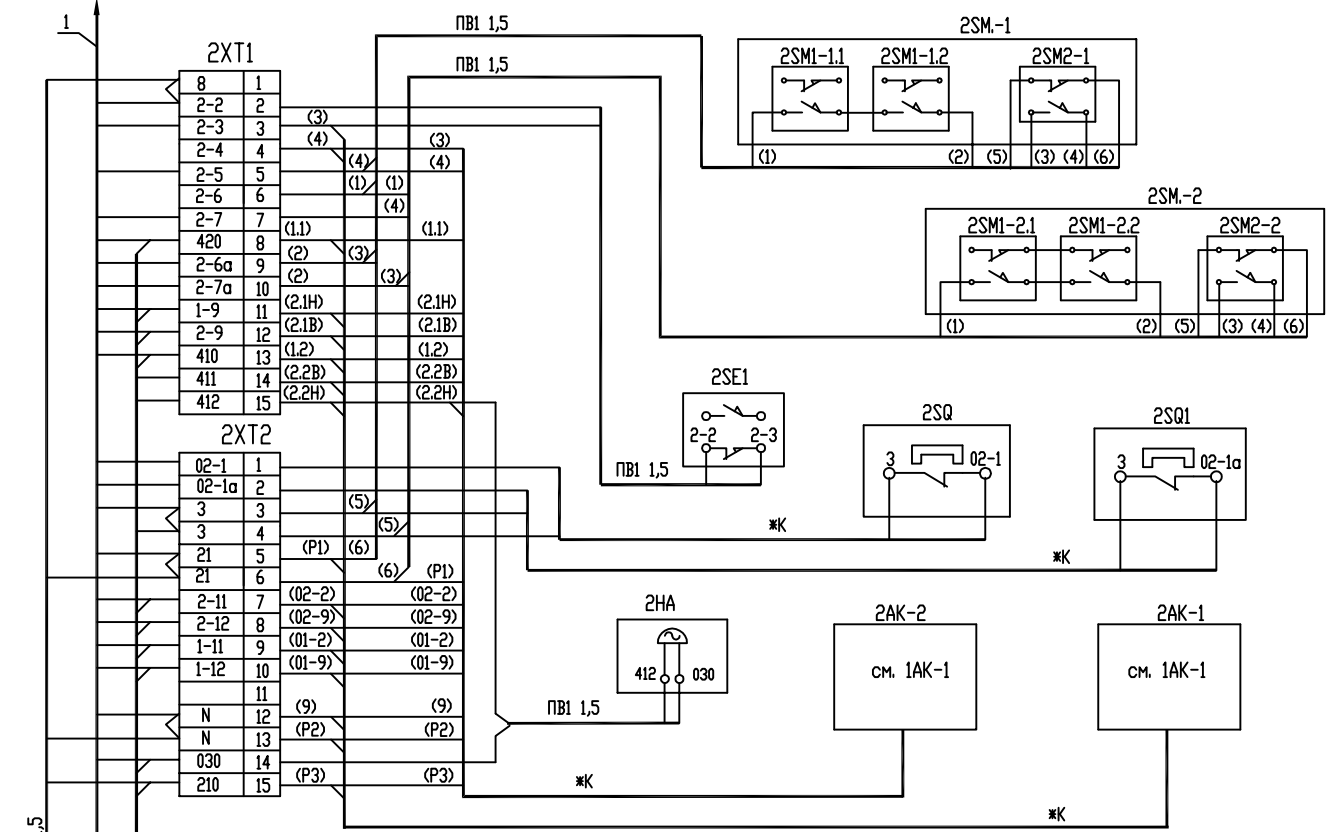 1
ПВ1 1,5
2SM.-1
2XT1
2SM1-1.1 2SM1-1.2 2SM2-1
ПВ1 1,5
8 1
2-2 2
2-3 3 (3)
2-4 4 (4) (3)
(1) (2) (5) (3) (4) (6)
2-5 5 (4) (4)
2-6 6 (1) (1)
(4)
2SM.-2
2-7 7 (1.1) (1.1)
2SM1-2.1 2SM1-2.2 2SM2-2
420 8 (2) (3)
2-6а 9 (2) (3)
2-7а 10 (2.1Н) (2.1Н)
1-9 11 (2.1В) (2.1В)
(1) (2) (5) (3) (4) (6)
2-9 12 (1.2) (1.2)
410 13 (2.2В) (2.2В)
411 14 (2.2Н) (2.2Н)
412 15
2SE1
2-2 2-3
ПВ1 1,5
2SQ
3 02-1
*К
2SQ1
3 02-1а
*К
2XT2
02-1 1
02-1а 2
3 3 (5)
3 4 (5)
21 5 (Р1) (6)
21 6 (6) (Р1)
2-11 7 (02-2) (02-2)
2-12 8 (02-9) (02-9)
1-11 9 (01-2) (01-2)
1-12 10 (01-9) (01-9)
11
N 12 (9) (9)
N 13 (Р2) (Р2)
030 14
210 15 (Р3) (Р3)
2HA
412 030
ПВ1 1,5
2АК-2
см. 1АК-1
*К
2АК-1
см. 1АК-1
*К
,5